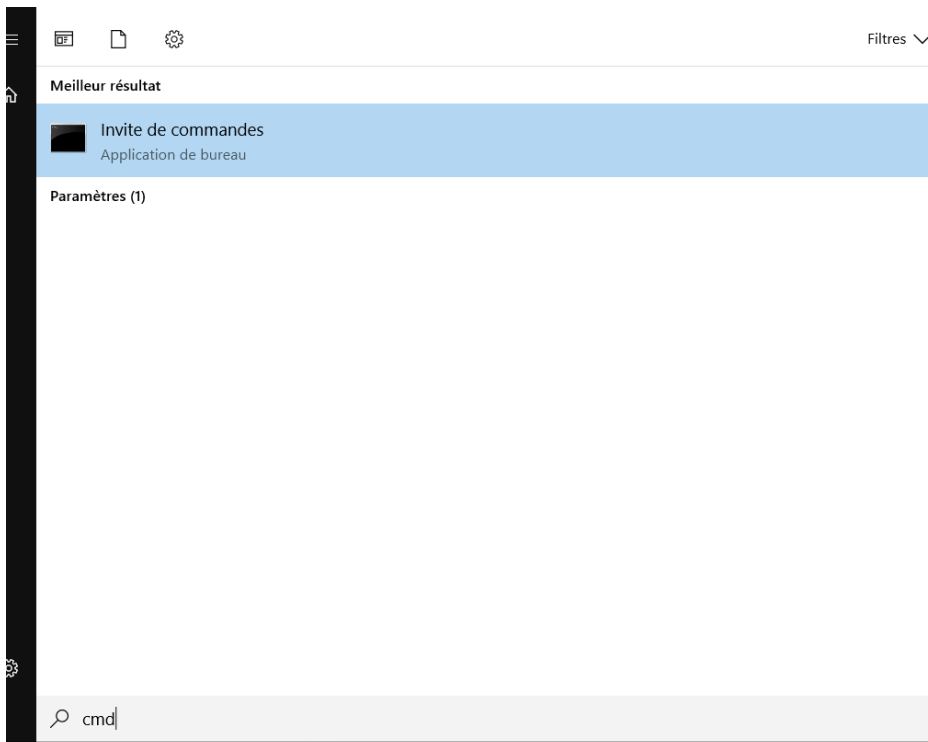 Filtres
Meilleur résultat
Invite de commandes
Application de bureau
Paramètres (1)
cmd